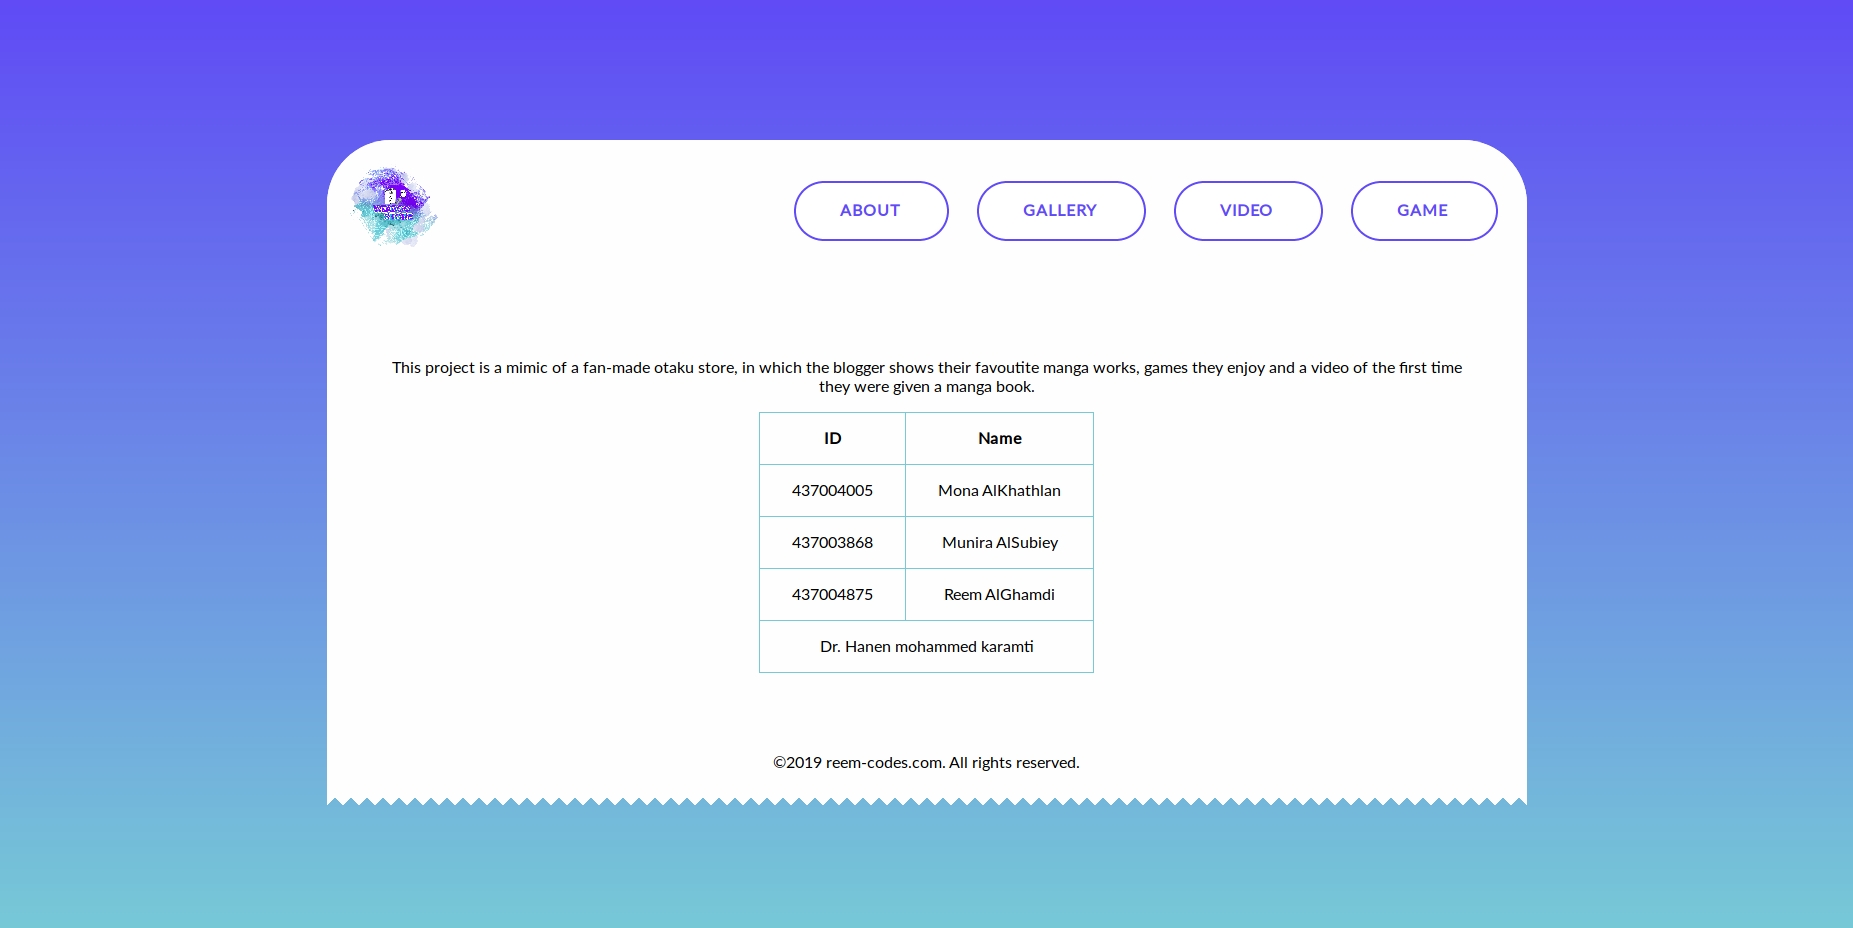 ABOUT GALLERY VIDEO GAME
This project is a mimic of a fan-made otaku store, in which the blogger shows their favoutite manga works, games they enjoy and a video of the first time
they were given a manga book.
ID Name
437004005 Mona AlKhathlan
437003868 Munira AlSubiey
437004875 Reem AlGhamdi
Dr. Hanen mohammed karamti
©2019 reem-codes.com. All rights reserved.